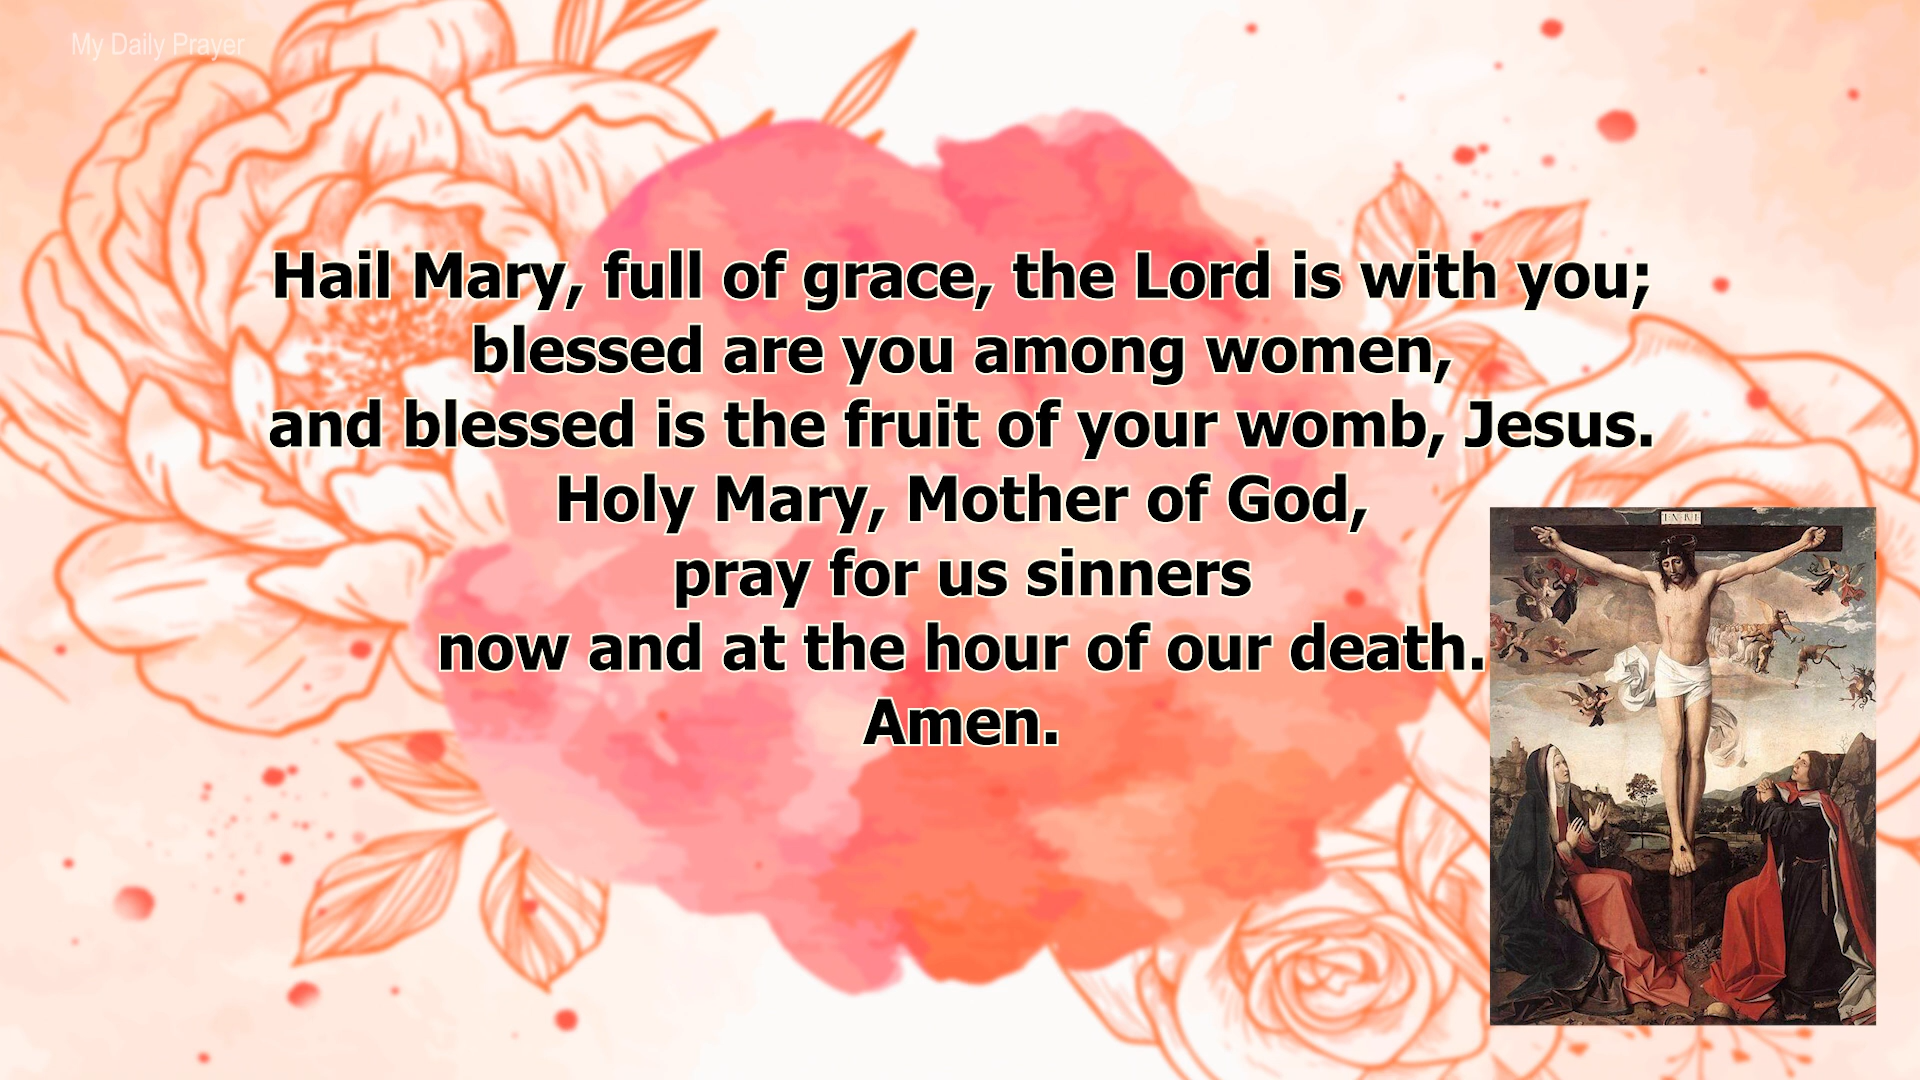 My Daily Prayer
Hail Mary, full of grace, the Lord is with you;
blessed are you among women,
and blessed is the fruit of your womb, Jesus.
Holy Mary, Mother of God,
pray for us sinners
now and at the hour of our death.
Amen.
INRI